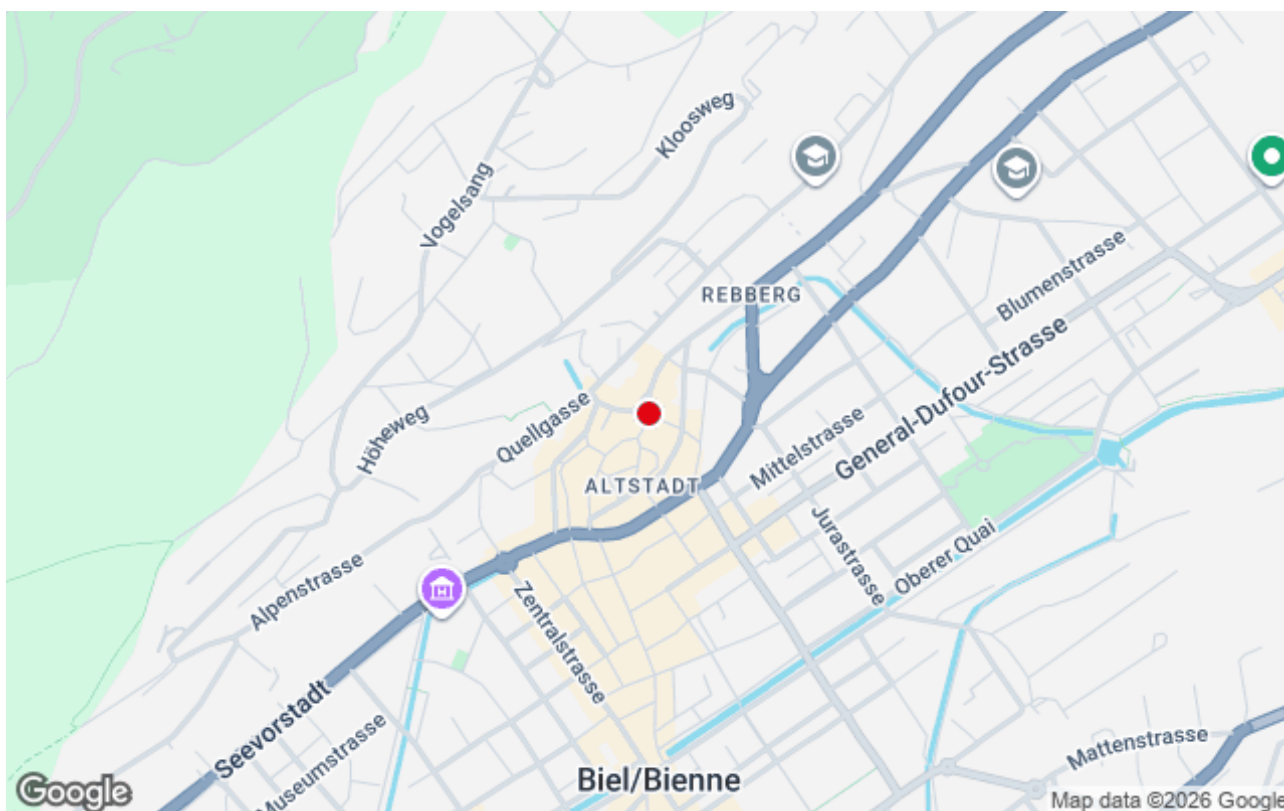 Kloosweg
Vogelsang
REBBERG
Blumenstrasse
General-Dufour-Strasse
Höheweg
Quellgasse
Mittelstrasse
ALTSTADT
Jurastrasse
Oberer Quai
Alpenstrasse
Zentralstrasse
Seevorstadt
Museumstrasse
Mattenstrasse
Biel/Bienne
Google
Map data ©2026 Google